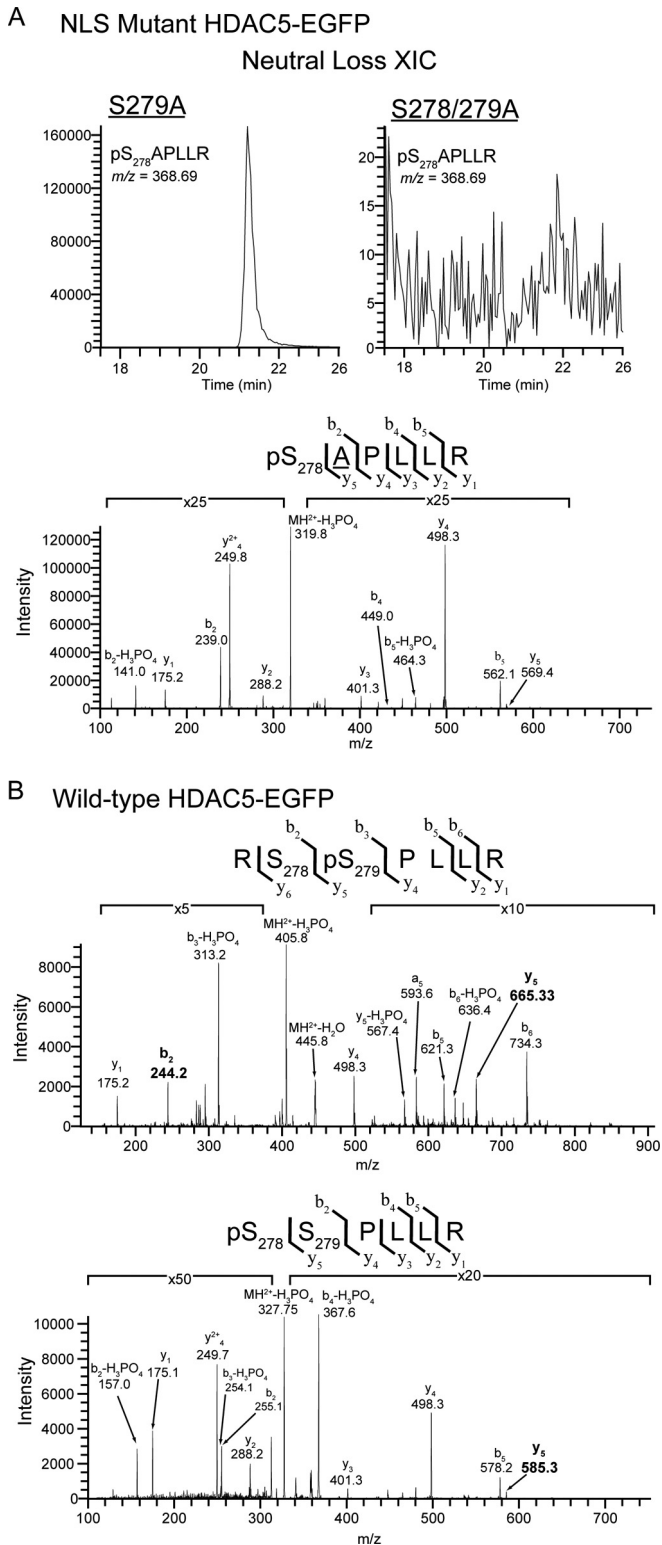 A
NLS Mutant HDAC5-EGFP
Neutral Loss XIC
S279A
pS278APLLR
m/z = 368.69
160000
120000
80000
40000
0
18
22
26
Time (min)
S278/279A
pS278APLLR
m/z = 368.69
20
15
10
5
0
18
20
22
26
Time (min)
b2 b4 b5
pS278APLLR
y5 y4 y3 y2 y1
x25
x25
Intensity
120000
100000
80000
60000
40000
20000
0
b2-H3PO4
141.0
y1
175.2
b2
239.0
y2+4
249.8
y2
288.2
MH2+-H3PO4
319.8
y3
401.3
b4
449.0
b5-H3PO4
464.3
y4
498.3
b5
562.1
y5
569.4
100 200 300 400 500 600 700
m/z
B
Wild-type HDAC5-EGFP
b2 b3 b5 b6
R S278 pS279 P L L R
y6 y5 y4 y2 y1
x5
x10
Intensity
8000
6000
4000
2000
0
y1
175.2
b2
244.2
b3-H3PO4
313.2
MH2+-H3PO4
405.8
MH2+-H2O
445.8
y4
498.3
y5-H3PO4
567.4
a5
593.6
b5
621.3
b6-H3PO4
636.4
y5
665.33
b6
734.3
200 300 400 500 600 700 800 900
m/z
b2 b4 b5
pS278 S279 P L L R
y5 y4 y3 y2 y1
x50
x20
Intensity
10000
8000
6000
4000
2000
0
b2-H3PO4
157.0
y1
175.1
y2+4
249.7
b3-H3PO4
254.1
b2
255.1
y2
288.2
MH2+-H3PO4
327.75
b4-H3PO4
367.6
y3
401.3
y4
498.3
b5
578.2
y5
585.3
100 200 300 400 500 600 700
m/z